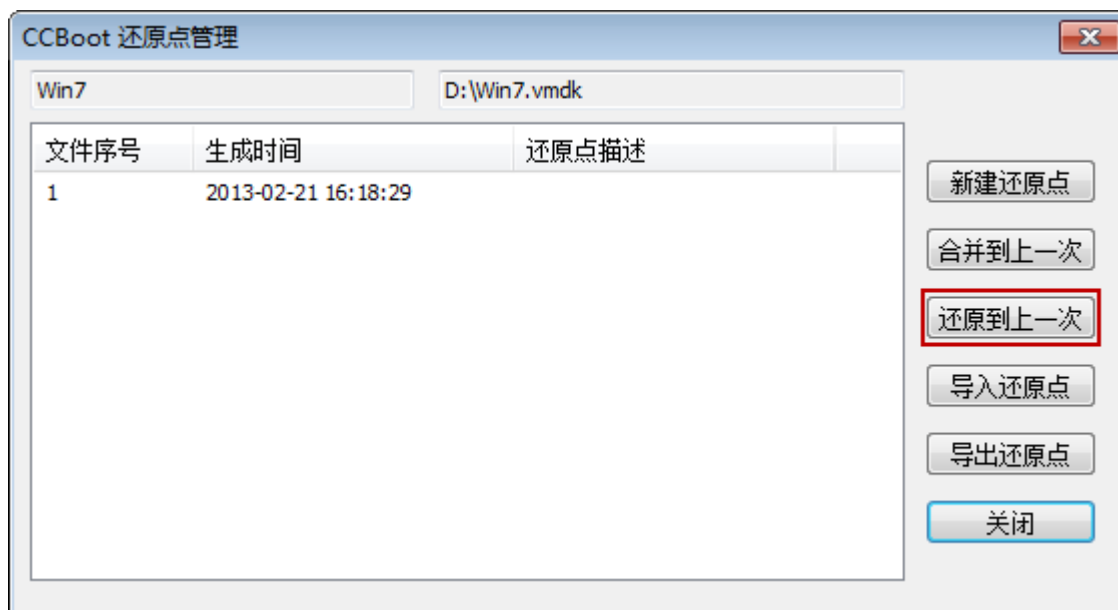 CCBoot 还原点管理
Win7 D:\Win7.vmdk
文件序号 生成时间 还原点描述
1 2013-02-21 16:18:29
新建还原点
合并到上一次
还原到上一次
导入还原点
导出还原点
关闭